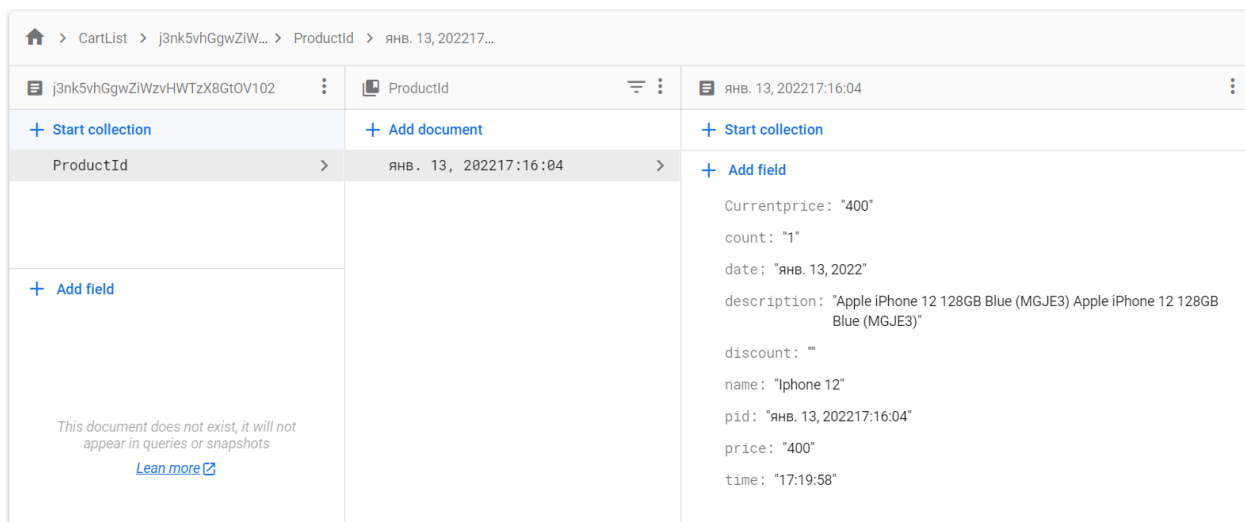 CartList > j3nk5vhGgwZiW... > ProductId > янв. 13, 202217...
j3nk5vhGgwZiWzvHWTzX8GtOV102
+ Start collection
ProductId
+ Add field
This document does not exist, it will not
appear in queries or snapshots
Lean more
ProductId
+ Add document
янв. 13, 202217:16:04
янв. 13, 202217:16:04
+ Start collection
+ Add field
Currentprice: "400"
count: "1"
date: "янв. 13, 2022"
description: "Apple iPhone 12 128GB Blue (MGJE3) Apple iPhone 12 128GB
Blue (MGJE3)"
discount: ""
name: "Iphone 12"
pid: "янв. 13, 202217:16:04"
price: "400"
time: "17:19:58"